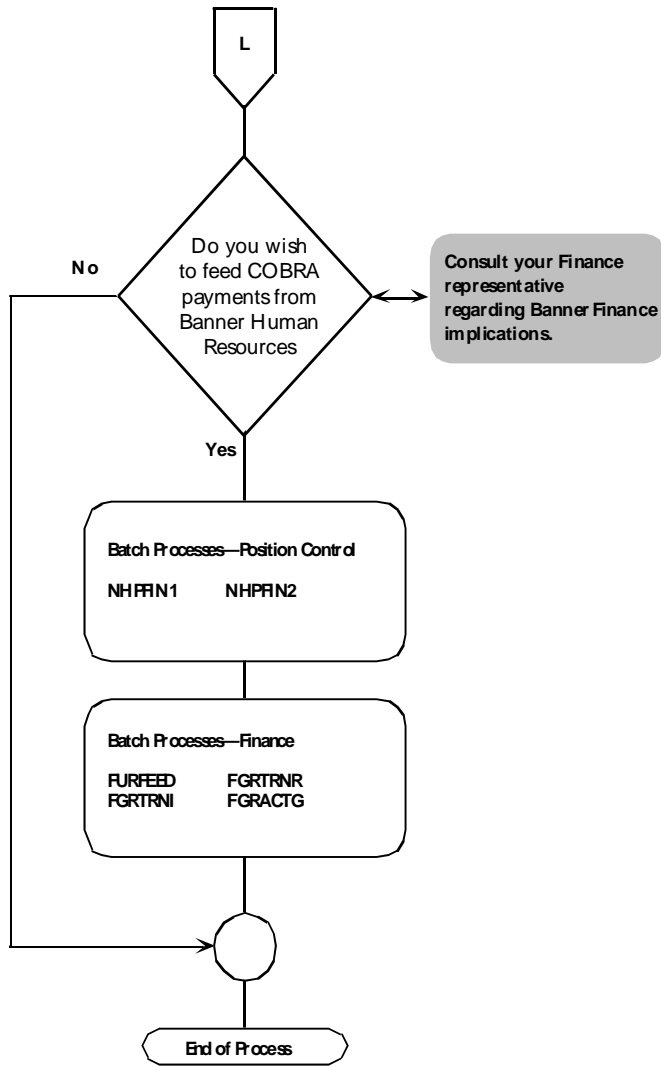 L
Do you wish
to feed COBRA
payments from
Banner Human
Resources
No
Consult your Finance
representative
regarding Banner Finance
implications.
Yes
Batch Processes—Position Control
NHPFIN1 NHPFIN2
Batch Processes—Finance
FURFEED FGRTRNR
FGRTRNI FGRACTG
End of Process